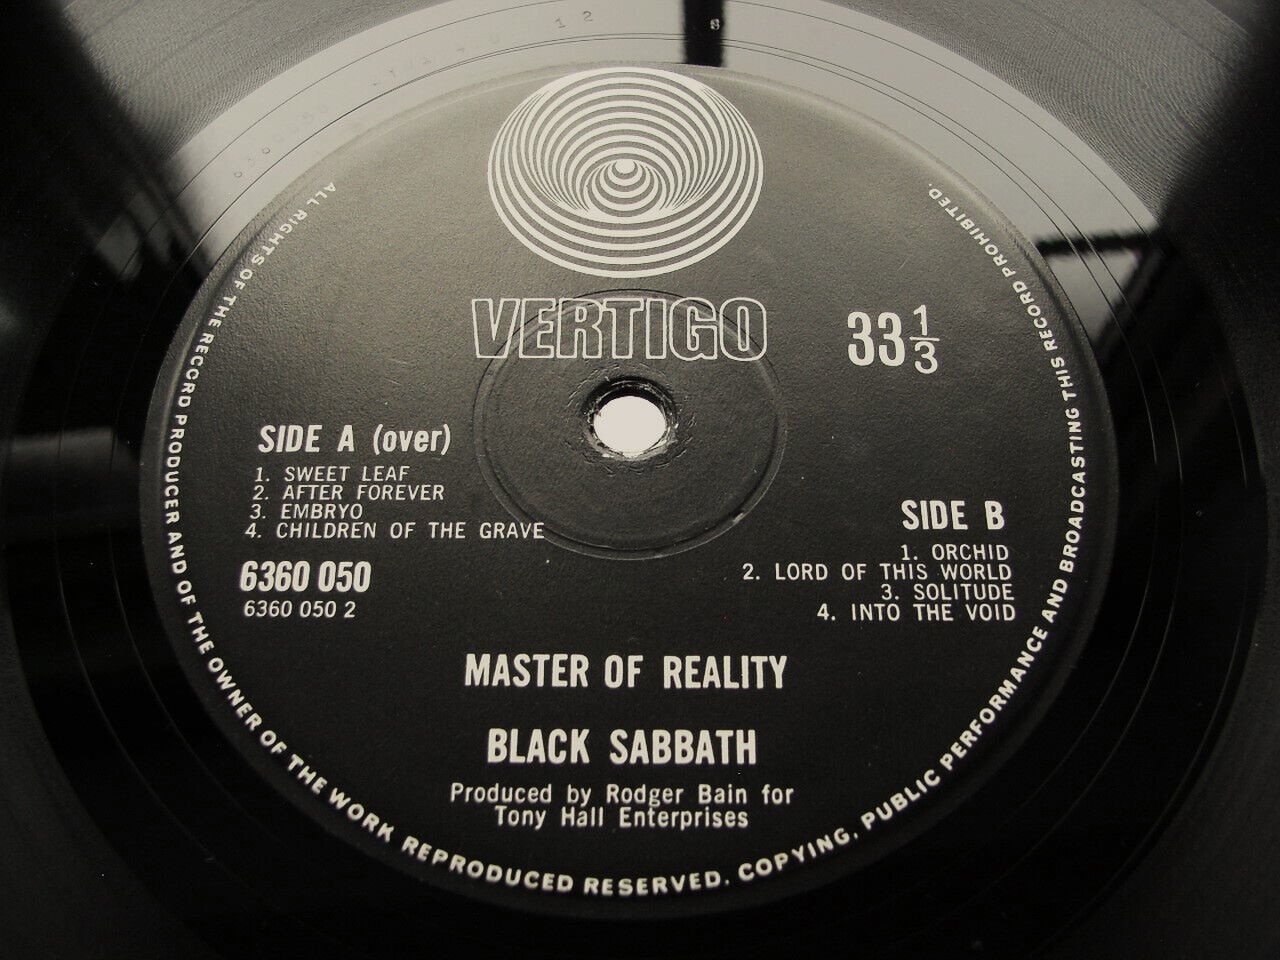 VERTIGO
33 1/3
SIDE A (over)
1. SWEET LEAF
2. AFTER FOREVER
3. EMBRYO
4. CHILDREN OF THE GRAVE
6360 050
6360 050 2
SIDE B
1. ORCHID
2. LORD OF THIS WORLD
3. SOLITUDE
4. INTO THE VOID
MASTER OF REALITY
BLACK SABBATH
Produced by Rodger Bain for
Tony Hall Enterprises
ALL RIGHTS OF THE RECORD PRODUCER AND OF THE OWNER OF THE WORK REPRODUCED RESERVED. COPYING, PUBLIC PERFORMANCE AND BROADCASTING THIS RECORD PROHIBITED.